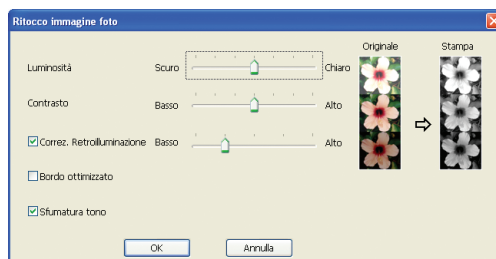 Ritocco immagine foto
Originale Stampa
Luminosità Scuro Chiaro
Contrasto Basso Alto
Correz. Retroilluminazione Basso Alto
Bordo ottimizzato
Sfumatura tono
OK Annulla